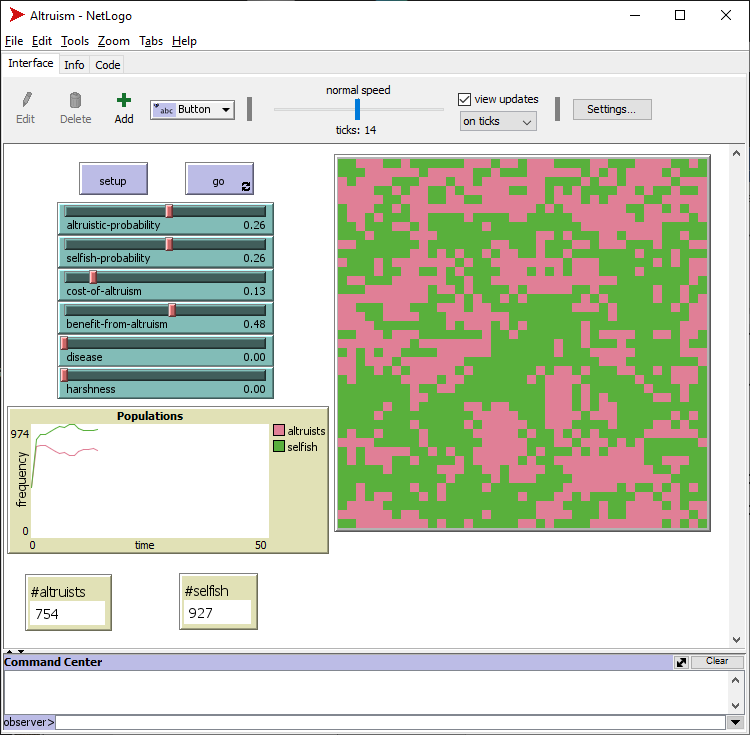 Altruism - NetLogo
File Edit Tools Zoom Tabs Help
Interface Info Code
normal speed
view updates
Edit Delete Add
abc Button
on ticks
Settings...
ticks: 14
setup
go
altruistic-probability 0.26
selfish-probability 0.26
cost-of-altruism 0.13
benefit-from-altruism 0.48
disease 0.00
harshness 0.00
Populations
974
frequency
0
0 time 50
altruists
selfish
#altruists
754
#selfish
927
Command Center
Clear
observer>